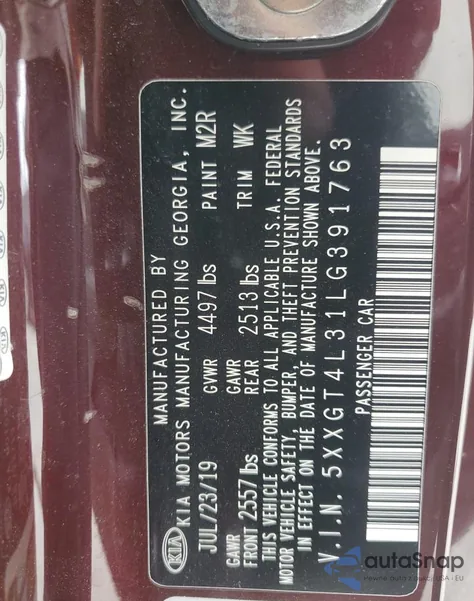 MANUFACTURED BY
KIA KIA MOTORS MANUFACTURING GEORGIA, INC.
JUL/23/19 GVWR 4497 lbs PAINT M2R
GAWR FRONT 2557 lbs GAWR REAR 2513 lbs TRIM WK
THIS VEHICLE CONFORMS TO ALL APPLICABLE U.S.A. FEDERAL
MOTOR VEHICLE SAFETY, BUMPER, AND THEFT PREVENTION STANDARDS
IN EFFECT ON THE DATE OF MANUFACTURE SHOWN ABOVE.
V.I.N. 5XXGT4L31LG391763
PASSENGER CAR
autoSnap